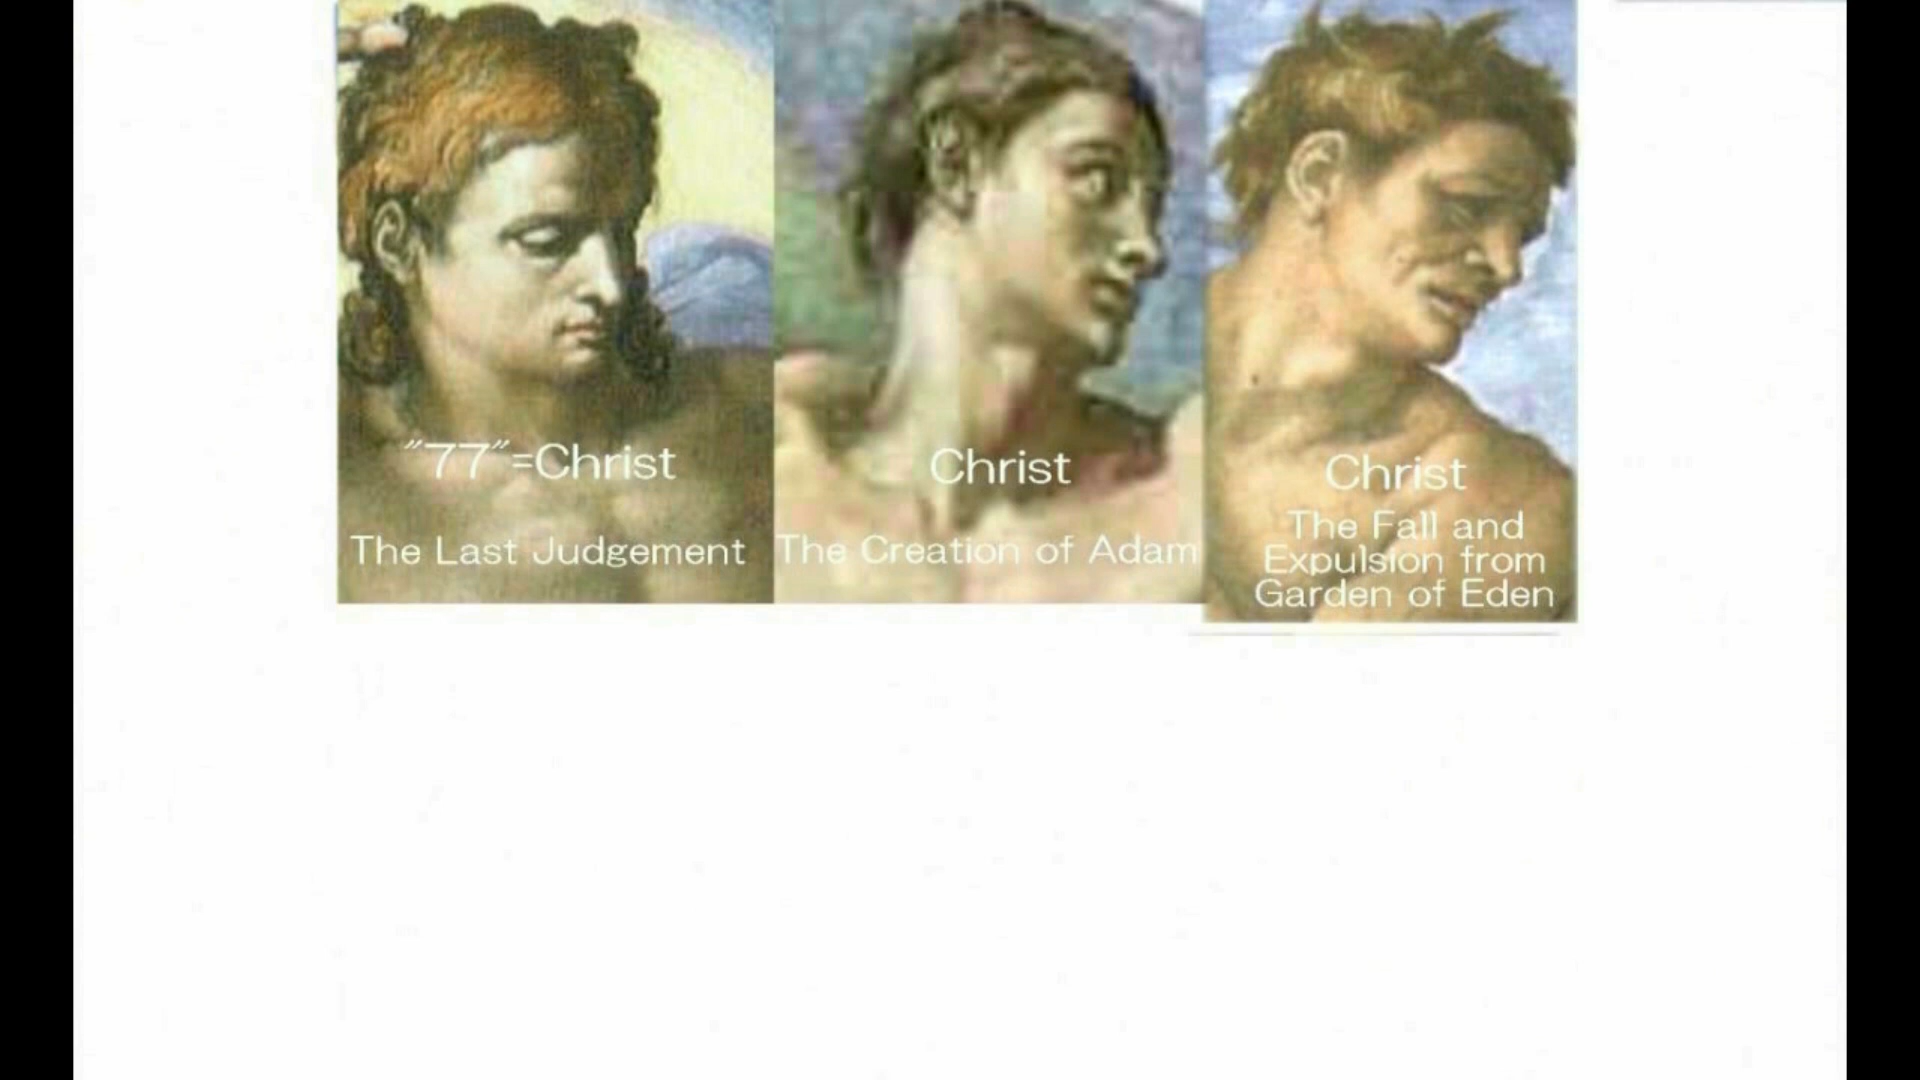 "77"=Christ
The Last Judgement
Christ
The Creation of Adam
Christ
The Fall and
Expulsion from
Garden of Eden